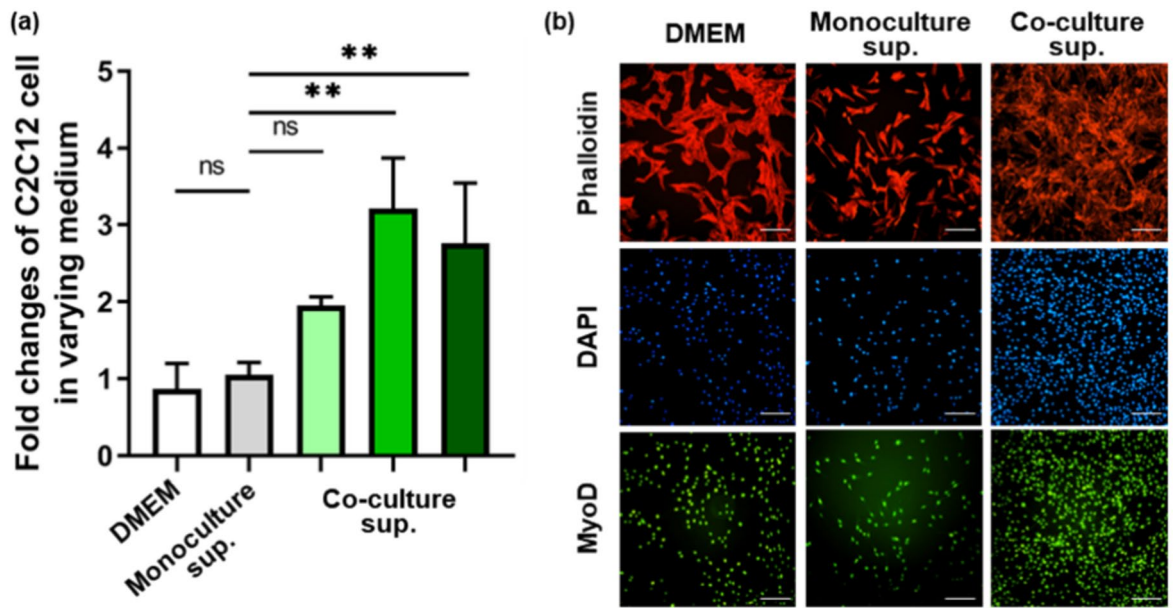 (a)
Fold changes of C2C12 cell
in varying medium
5
4
3
2
1
0
**
**
ns
ns
DMEM
Monoculture
sup.
Co-culture
sup.
(b)
DMEM
Monoculture
sup.
Co-culture
sup.
Phalloidin
DAPI
MyoD